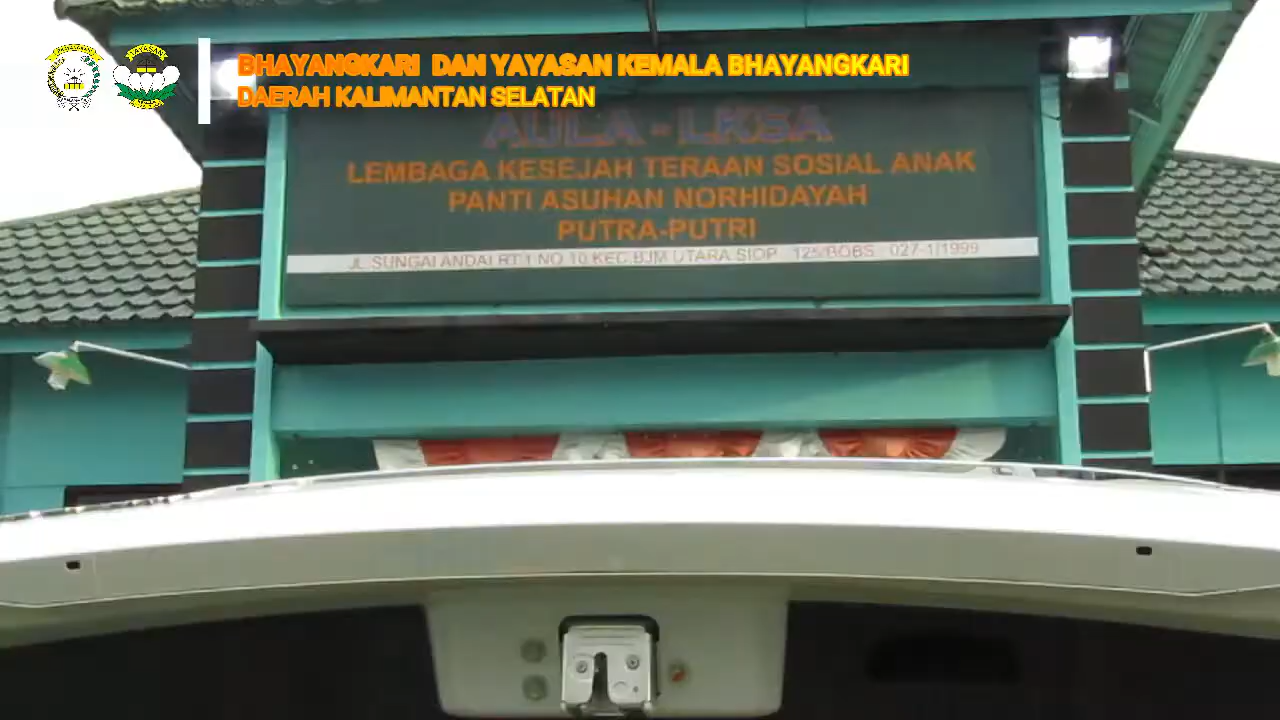 BHAYANGKARI DAN YAYASAN KEMALA BHAYANGKARI
DAERAH KALIMANTAN SELATAN
YAYASAN
AULA - LKSA
LEMBAGA KESEJAH TERAAN SOSIAL ANAK
PANTI ASUHAN NORHIDAYAH
PUTRA-PUTRI
JL.SUNGAI ANDAI RT.1 NO.10 KEC.BJM UTARA SIOP : 125/BOBS : 027-1/1999